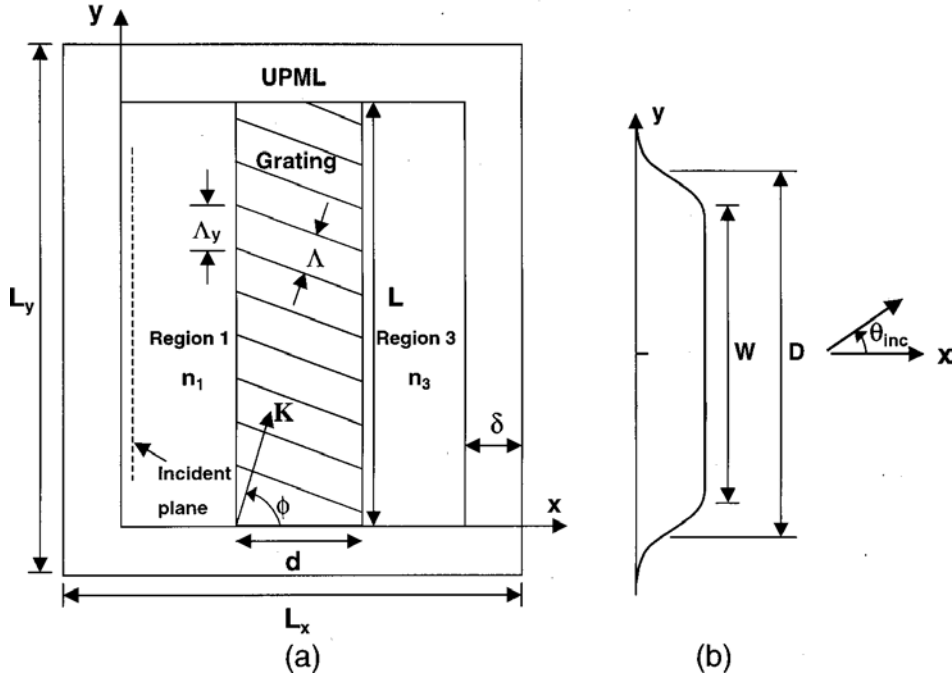 y
UPML
Grating
Λy
Λ
Ly
L
Region 1
n1
Region 3
n3
K
δ
Incident
plane
ϕ
x
d
Lx
(a)
y
W
D
θinc
x
(b)